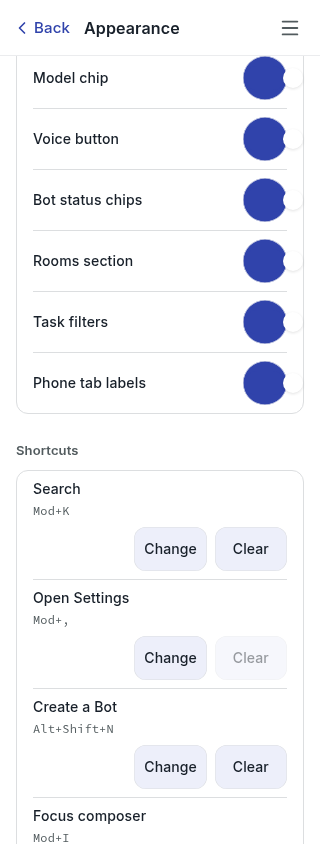 Back Appearance
Model chip
Voice button
Bot status chips
Rooms section
Task filters
Phone tab labels
Shortcuts
Search
Mod+K
Change Clear
Open Settings
Mod+,
Change Clear
Create a Bot
Alt+Shift+N
Change Clear
Focus composer
Mod+I